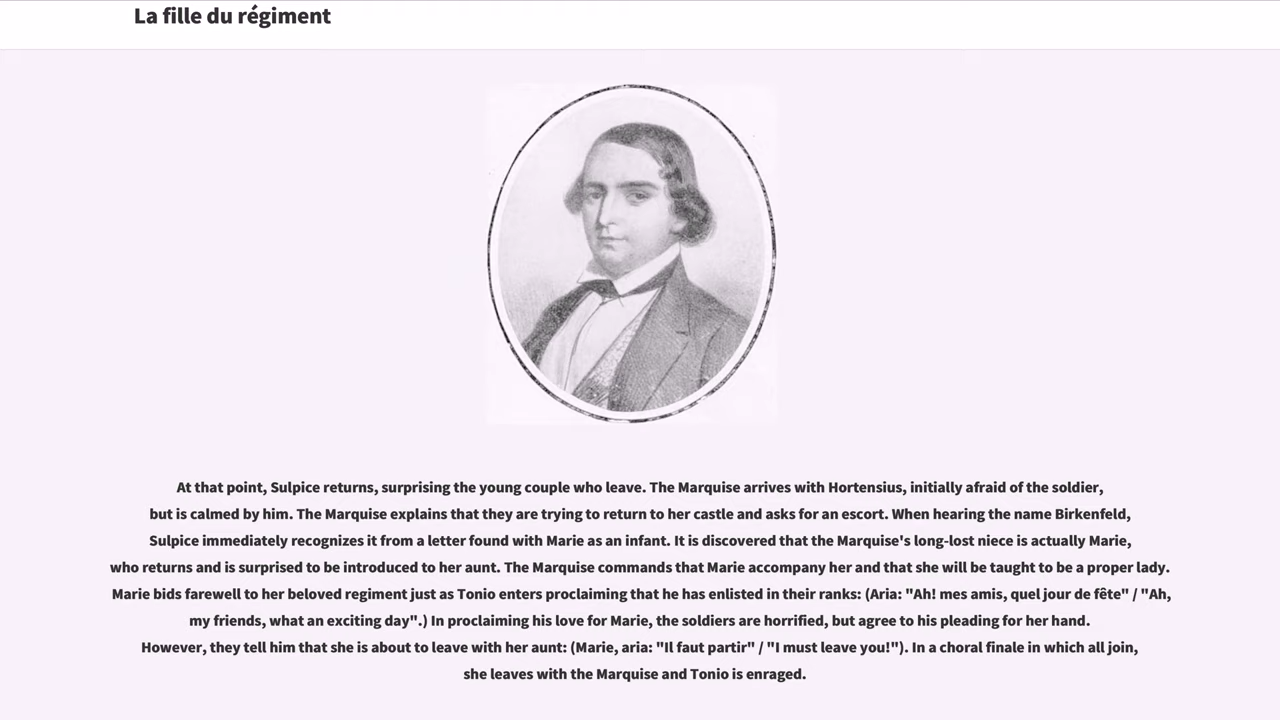 La fille du régiment
At that point, Sulpice returns, surprising the young couple who leave. The Marquise arrives with Hortensius, initially afraid of the soldier,
but is calmed by him. The Marquise explains that they are trying to return to her castle and asks for an escort. When hearing the name Birkenfeld,
Sulpice immediately recognizes it from a letter found with Marie as an infant. It is discovered that the Marquise's long-lost niece is actually Marie,
who returns and is surprised to be introduced to her aunt. The Marquise commands that Marie accompany her and that she will be taught to be a proper lady.
Marie bids farewell to her beloved regiment just as Tonio enters proclaiming that he has enlisted in their ranks: (Aria: "Ah! mes amis, quel jour de fête" / "Ah,
my friends, what an exciting day".) In proclaiming his love for Marie, the soldiers are horrified, but agree to his pleading for her hand.
However, they tell him that she is about to leave with her aunt: (Marie, aria: "Il faut partir" / "I must leave you!"). In a choral finale in which all join,
she leaves with the Marquise and Tonio is enraged.